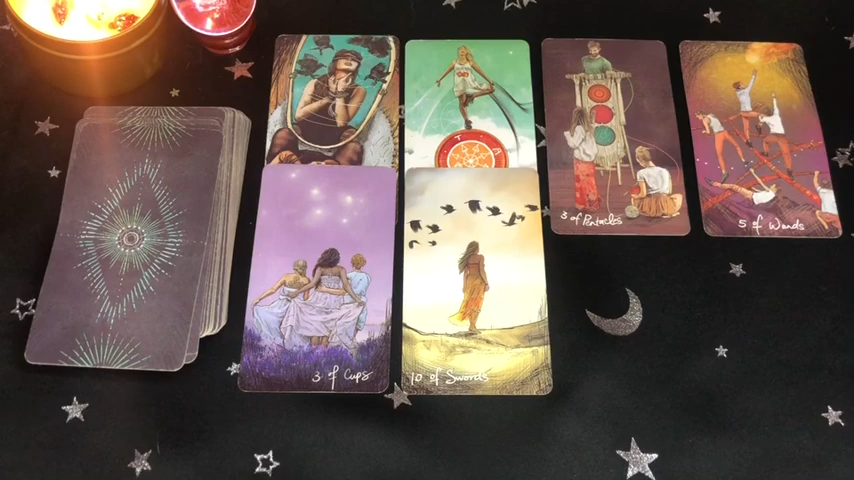 T A
3 of Pentacles
5 of Wands
3 of Cups
10 of Swords